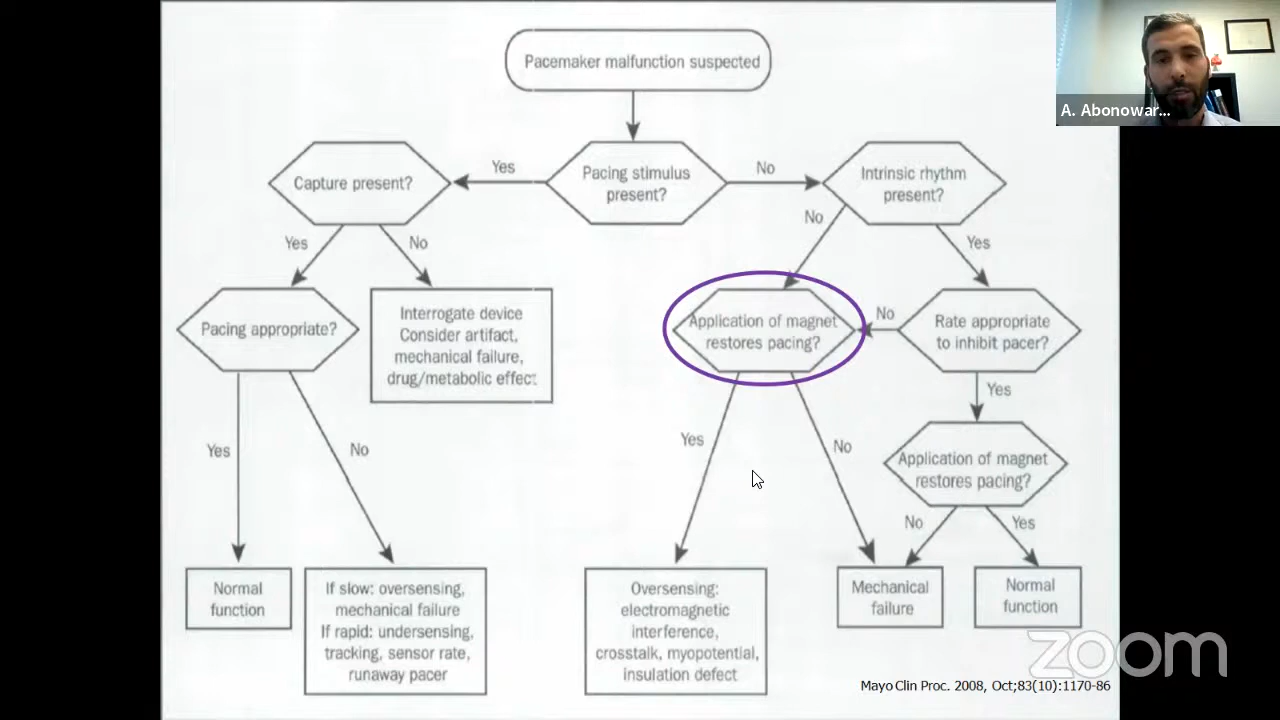 Pacemaker malfunction suspected
A. Abonowar...
Capture present?
Yes
Pacing stimulus
present?
No
Intrinsic rhythm
present?
Yes
No
No
Yes
Pacing appropriate?
Interrogate device
Consider artifact,
mechanical failure,
drug/metabolic effect
Application of magnet
restores pacing?
No
Rate appropriate
to inhibit pacer?
Yes
No
Yes
No
Yes
Application of magnet
restores pacing?
No
Yes
Normal
function
If slow: oversensing,
mechanical failure
If rapid: undersensing,
tracking, sensor rate,
runaway pacer
Oversensing:
electromagnetic
interference,
crosstalk, myopotential,
insulation defect
Mechanical
failure
Normal
function
zoom
Mayo Clin Proc. 2008, Oct;83(10):1170-86